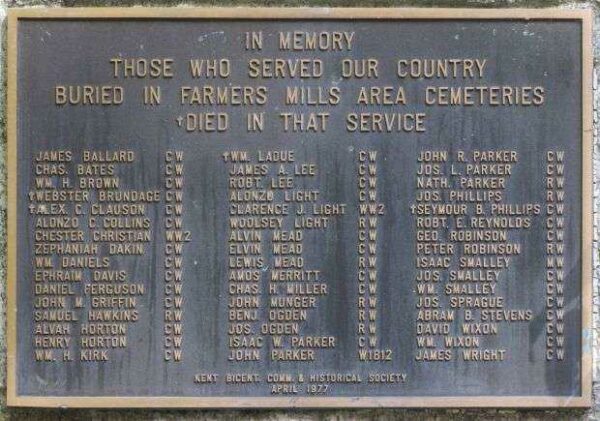 IN MEMORY
THOSE WHO SERVED OUR COUNTRY
BURIED IN FARMERS MILLS AREA CEMETERIES
†DIED IN THAT SERVICE
JAMES BALLARD CW
CHAS. BATES CW
WM. H. BROWN CW
†WEBSTER BRUNDAGE CW
†ALEX. C. CLAUSON CW
ALONZO C. COLLINS CW
CHESTER CHRISTIAN WW2
ZEPHANIAH DAKIN CW
WM. DANIELS CW
EPHRAIM DAVIS CW
DANIEL FERGUSON CW
JOHN M. GRIFFIN CW
SAMUEL HAWKINS RW
ALVAH HORTON CW
HENRY HORTON CW
WM. H. KIRK CW
†WM. LADUE CW
JAMES A. LEE CW
ROBT. LEE CW
ALONZO LIGHT CW
CLARENCE J. LIGHT WW2
WOOLSEY LIGHT RW
ALVIN MEAD CW
ELVIN MEAD CW
LEWIS MEAD RW
AMOS MERRITT CW
CHAS. H. MILLER CW
JOHN MUNGER RW
BENJ. OGDEN RW
JOS. OGDEN RW
ISAAC W. PARKER CW
JOHN PARKER W.1812
JOHN R. PARKER CW
JOS. L. PARKER CW
NATH. PARKER RW
JOS. PHILLIPS RW
†SEYMOUR B. PHILLIPS CW
ROBT. E. REYNOLDS CW
GEO. ROBINSON CW
PETER ROBINSON RW
ISAAC SMALLEY MW
JOS. SMALLEY CW
WM. SMALLEY CW
JOS. SPRAGUE CW
ABRAM B. STEVENS CW
DAVID WIXON CW
WM. WIXON CW
JAMES WRIGHT CW
KENT BICENT. COMM. & HISTORICAL SOCIETY
APRIL 1977